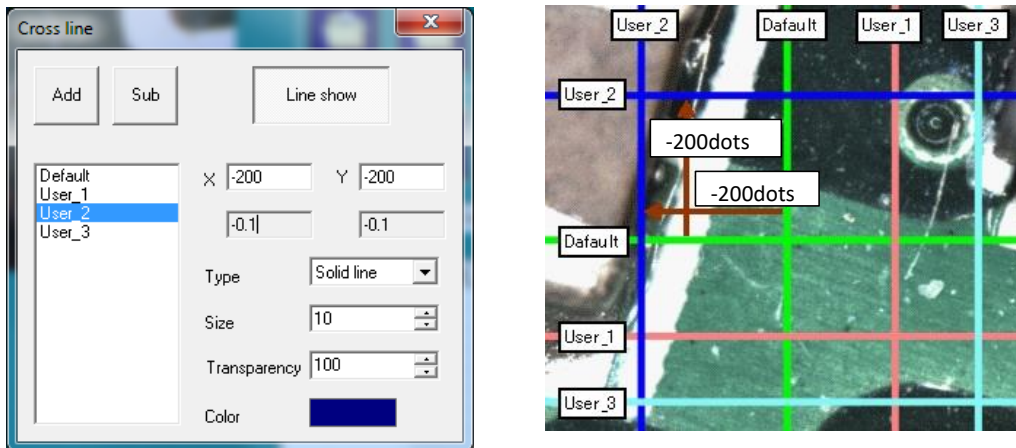 Cross line
Add
Sub
Line show
Default
User_1
User_2
User_3
X
-200
Y
-200
-0.1
-0.1
Type
Solid line
Size
10
Transparency
100
Color
User_2
Dafault
User_1
User_3
User_2
-200dots
-200dots
Dafault
User_1
User_3